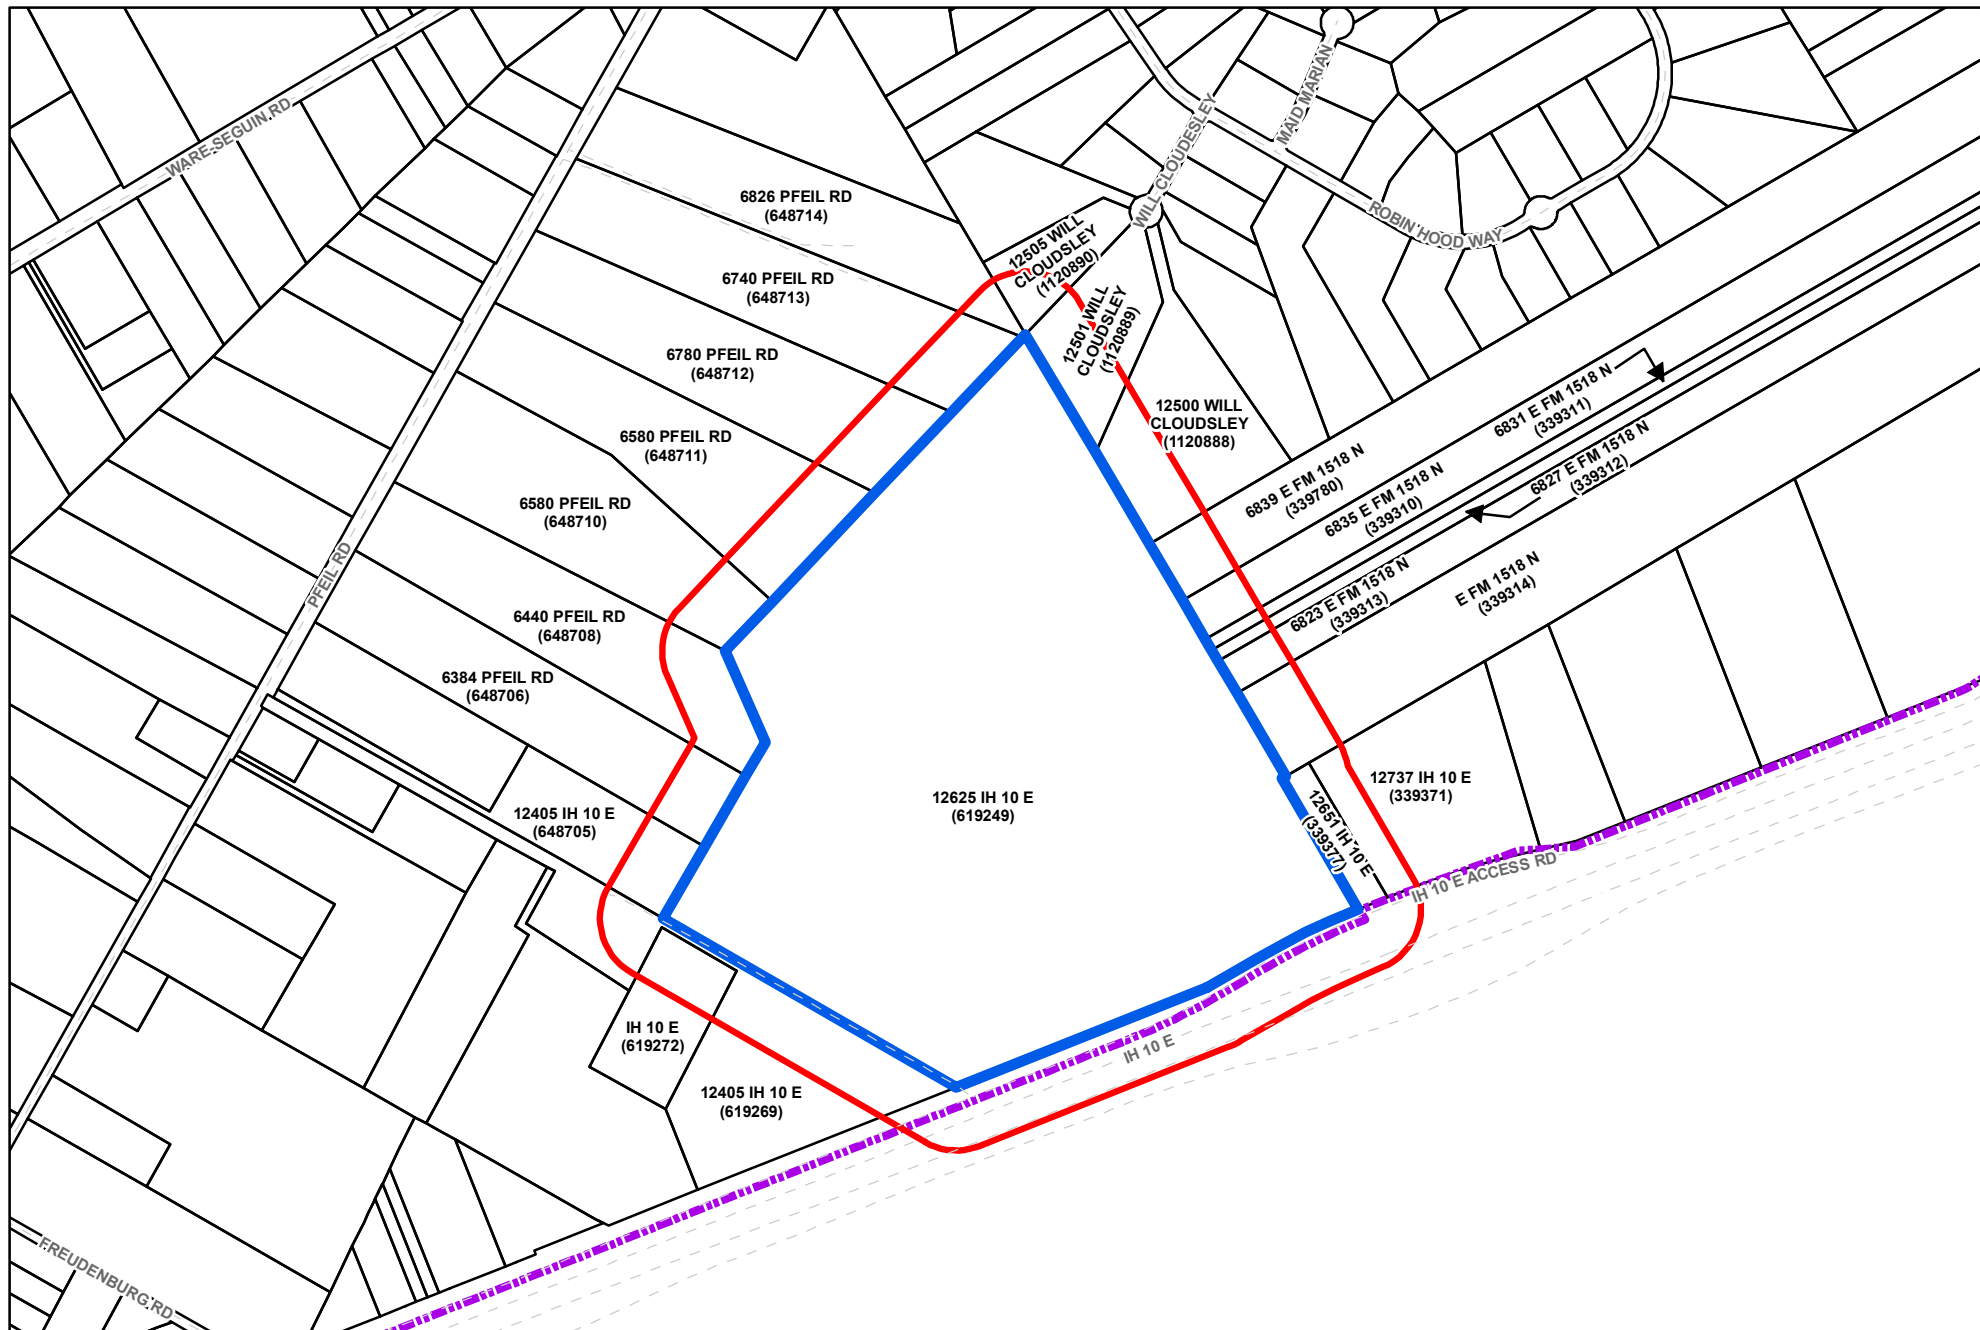 WARE-SEGUIN RD
MAID MARIAN
WILL CLOUDESLEY
ROBIN HOOD WAY
6826 PFEIL RD
(648714)
12505 WILL
CLOUDSLEY
(1120890)
6740 PFEIL RD
(648713)
12501 WILL
CLOUDSLEY
(1120889)
6780 PFEIL RD
(648712)
12500 WILL
CLOUDSLEY
(1120888)
6580 PFEIL RD
(648711)
6831 E FM 1518 N
(339311)
6839 E FM 1518 N
(339780)
6835 E FM 1518 N
(339310)
6827 E FM 1518 N
(339312)
6580 PFEIL RD
(648710)
PFEIL RD
6823 E FM 1518 N
(339313)
E FM 1518 N
(339314)
6440 PFEIL RD
(648708)
6384 PFEIL RD
(648706)
12405 IH 10 E
(648705)
12625 IH 10 E
(619249)
12737 IH 10 E
(339371)
12651 IH 10 E
(339377)
IH 10 E ACCESS RD
IH 10 E
(619272)
IH 10 E
12405 IH 10 E
(619269)
FREUDENBURG RD